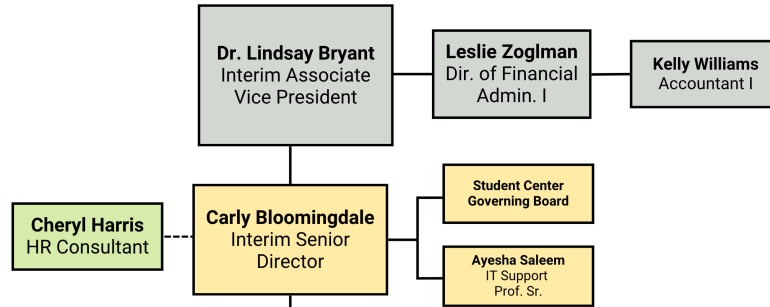 Dr. Lindsay Bryant
Interim Associate
Vice President
Leslie Zoglman
Dir. of Financial
Admin. I
Kelly Williams
Accountant I
Cheryl Harris
HR Consultant
Carly Bloomingdale
Interim Senior
Director
Student Center
Governing Board
Ayesha Saleem
IT Support
Prof. Sr.